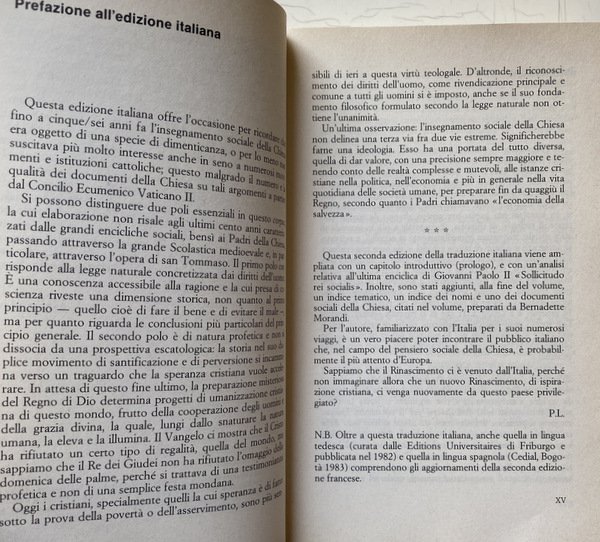 Prefazione all'edizione italiana
Questa edizione italiana offre l'occasione per ricordare
fino a cinque/sei anni fa l'insegnamento sociale della Chiesa
era oggetto di una specie di dimenticanza, o per lo meno
suscitava più molto interesse anche in seno a numerosi
menti e istituzioni cattoliche; questo malgrado il numero e la
qualità dei documenti della Chiesa su tali argomenti a partire
dal Concilio Ecumenico Vaticano II.
Si possono distinguere due poli essenziali in questo corpo
la cui elaborazione non risale agli ultimi cento anni caratteriz
zati dalle grandi encicliche sociali, bensì ai Padri della Chiesa
passando attraverso la grande Scolastica medioevale e, in par
ticolare, attraverso l'opera di san Tommaso. Il primo polo
risponde alla legge naturale concretizzata dai diritti dell'uomo
È una conoscenza accessibile alla ragione e la cui presa di co
scienza riveste una dimensione storica, non quanto al primo
principio — quello cioè di fare il bene e di evitare il male —
ma per quanto riguarda le conclusioni più particolari del prin
cipio generale. Il secondo polo è di natura profetica e non
dissocia da una prospettiva escatologica: la storia nel suo du
plice movimento di santificazione e di perversione si incammi
na verso un traguardo che la speranza cristiana vuole accele
rare. In attesa di questo fine ultimo, la preparazione misteriosa
del Regno di Dio determina progetti di umanizzazione cristia
na di questo mondo, frutto della cooperazione degli uomini e
della grazia divina, la quale, lungi dallo snaturare la natura
umana, la eleva e la illumina. Il Vangelo ci mostra che il Cristo
ha rifiutato un certo tipo di regalità, quella del mondo, ma
sappiamo che il Re dei Giudei non ha rifiutato l'omaggio della
domenica delle palme, perché si trattava di una testimonianza
profetica e non di una semplice festa mondana.
Oggi i cristiani, specialmente quelli la cui speranza è di fatto
sotto la prova della povertà o dell'asservimento, sono più sen
sibili di ieri a questa virtù teologale. D'altronde, il riconosci-
mento dei diritti dell'uomo, come rivendicazione principale e
comune a tutti gli uomini si è imposto, anche se il suo fonda-
mento filosofico formulato secondo la legge naturale non ot-
tiene l'unanimità.
Un'ultima osservazione: l'insegnamento sociale della Chiesa
non delinea una terza via fra due vie estreme. Significherebbe
farne una ideologia. Esso ha una portata del tutto diversa,
quella di dar valore, con una precisione sempre maggiore e te-
nendo conto delle realtà complesse e mutevoli, alle istanze cri-
stiane nella politica, nell'economia e più in generale nella vita
quotidiana delle società umane, per preparare fin da quaggiù il
Regno, secondo quanto i Padri chiamavano «l'economia della
salvezza».
* * *
Questa seconda edizione della traduzione italiana viene am-
pliata con un capitolo introduttivo (prologo), e con un'analisi
relativa all'ultima enciclica di Giovanni Paolo II «Sollicitudo
rei socialis». Inoltre, sono stati aggiunti, alla fine del volume,
un indice tematico, un indice dei nomi e uno dei documenti
sociali della Chiesa, citati nel volume, preparati da Bernadette
Morandi.
Per l'autore, familiarizzato con l'Italia per i suoi numerosi
viaggi, è un vero piacere poter incontrare il pubblico italiano
che, nel campo del pensiero sociale della Chiesa, è probabil-
mente il più attento d'Europa.
Sappiamo che il Rinascimento ci è venuto dall'Italia, perché
non immaginare allora che un nuovo Rinascimento, di ispira-
zione cristiana, ci venga nuovamente da questo paese privile-
giato?
P.L.
N.B. Oltre a questa traduzione italiana, anche quella in lingua
tedesca (curata dalle Editions Universitaires di Friburgo e
pubblicata nel 1982) e quella in lingua spagnola (Cedial, Bogo-
tà 1983) comprendono gli aggiornamenti della seconda edizio-
ne francese.
XV